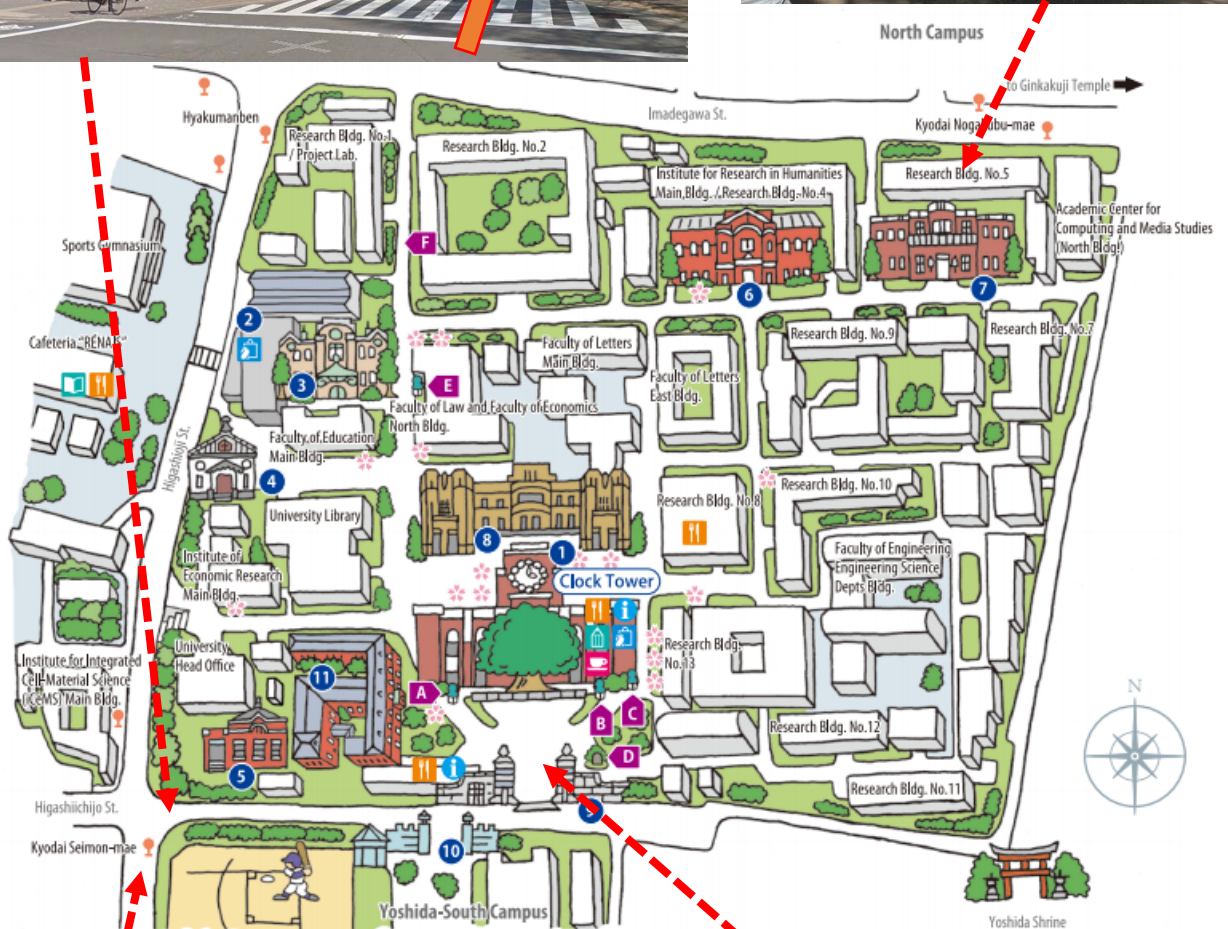 North Campus
to Ginkakuji Temple
Imadegawa St.
Hyakumanben
Kyodai Nogakubu-mae
Research Bldg. No.1
/ Project Lab.
Research Bldg. No.2
Institute for Research in Humanities
Main Bldg. / Research Bldg. No.4
Research Bldg. No.5
Academic Center for
Computing and Media Studies
(North Bldg.)
Sports Gymnasium
F
6
7
2
Cafeteria "RENAIS"
3
E
Faculty of Letters
Main Bldg.
Faculty of Letters
East Bldg.
Research Bldg. No.9
Research Bldg. No.7
Faculty of Law and Faculty of Economics
North Bldg.
Faculty of Education
Main Bldg.
Higashioji St.
4
University Library
Research Bldg. No.8
Research Bldg. No.10
8
1
Clock Tower
Institute of
Economic Research
Main Bldg.
Faculty of Engineering
Engineering Science
Depts Bldg.
University
Head Office
Research Bldg.
No.13
Institute for Integrated
Cell-Material Science
(iCeMS) Main Bldg.
11
A
B
C
D
N
Research Bldg. No.12
5
Research Bldg. No.11
Higashiichijo St.
9
Kyodai Seimon-mae
10
Yoshida-South Campus
Yoshida Shrine